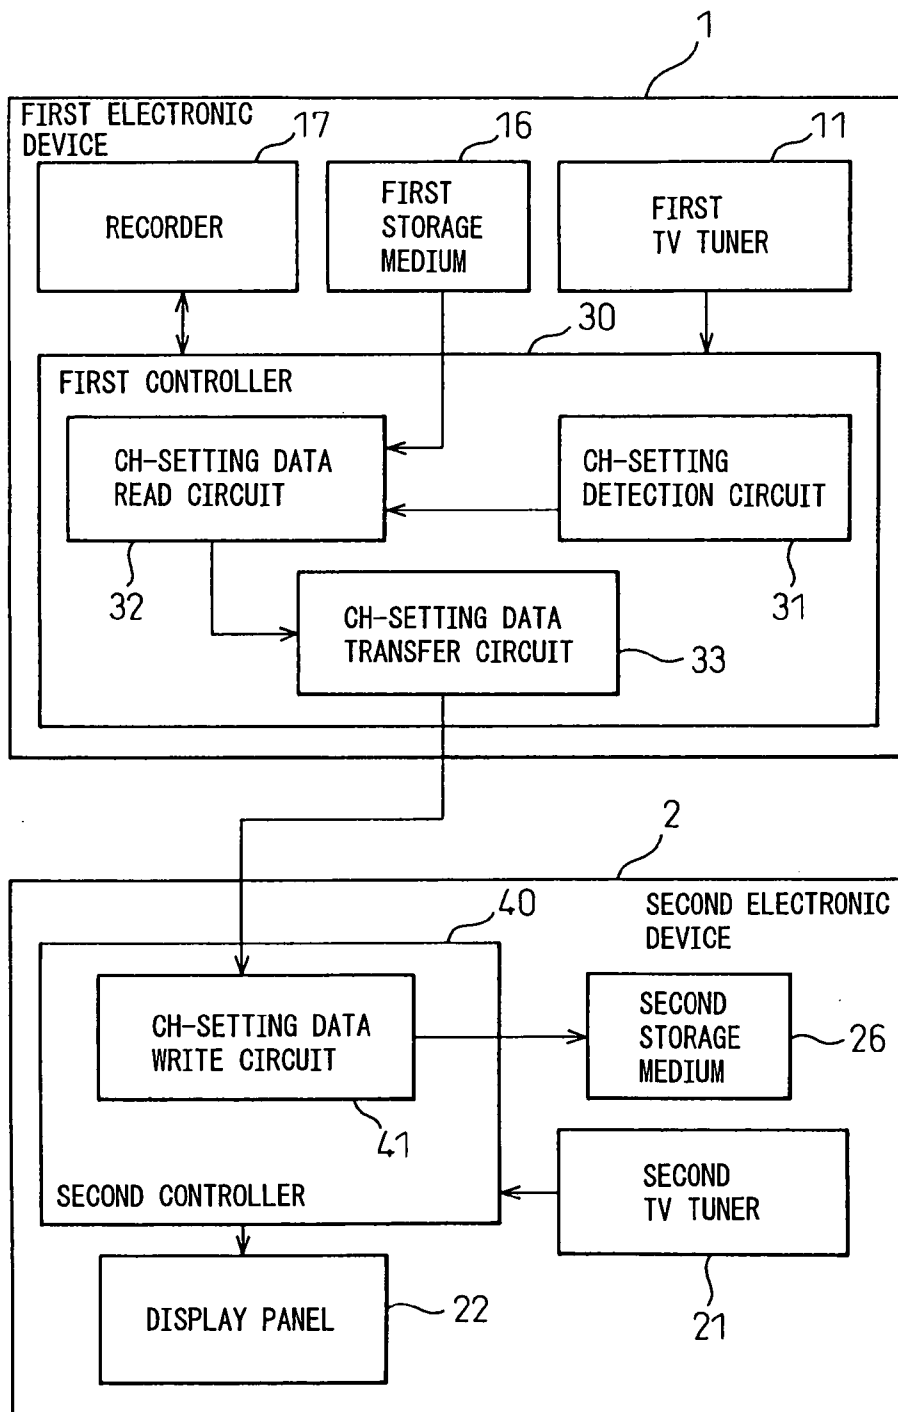 1
FIRST ELECTRONIC
DEVICE
17
16
11
RECORDER
FIRST
STORAGE
MEDIUM
FIRST
TV TUNER
30
FIRST CONTROLLER
CH-SETTING DATA
READ CIRCUIT
CH-SETTING
DETECTION CIRCUIT
32
31
CH-SETTING DATA
TRANSFER CIRCUIT
33
2
40
SECOND ELECTRONIC
DEVICE
CH-SETTING DATA
WRITE CIRCUIT
SECOND
STORAGE
MEDIUM
26
41
SECOND CONTROLLER
SECOND
TV TUNER
21
DISPLAY PANEL
22